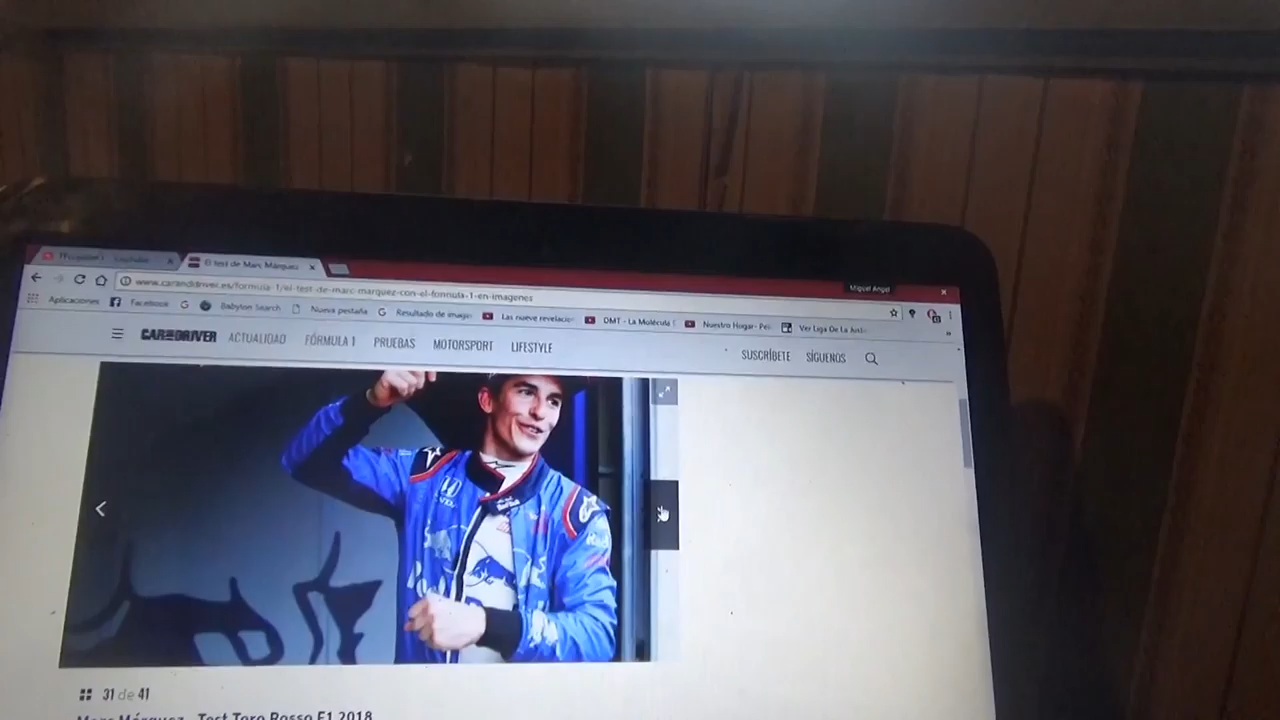 El test de Marc Márquez
www.caranddriver.es/formula-1/el-test-de-marc-marquez-con-el-formula-1-en-imagenes
Miguel Angel
Aplicaciones Facebook Babylon Search Nueva pestaña Resultado de imagen Las nueve revelacio DMT - La Molécula Nuestro Hogar- Pel Ver Liga De La Justi
CAR AND DRIVER ACTUALIDAD FÓRMULA 1 PRUEBAS MOTORSPORT LIFESTYLE SUSCRÍBETE SÍGUENOS
31 de 41
Marc Márquez - Test Toro Rosso F1 2018